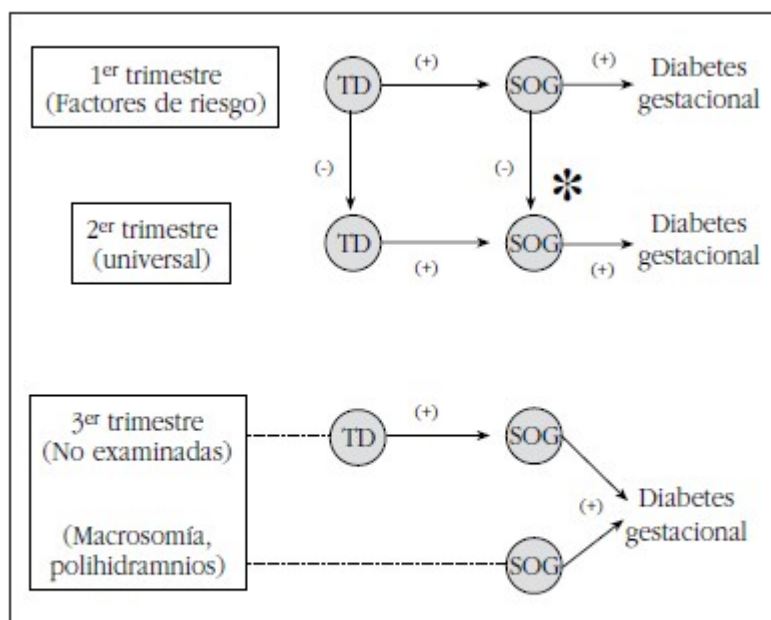 1er trimestre
(Factores de riesgo)
TD
(+)
SOG
(+)
Diabetes
gestacional
(-)
(-)
*
2er trimestre
(universal)
TD
(+)
SOG
(+)
Diabetes
gestacional
3er trimestre
(No examinadas)
TD
(+)
SOG
(+)
Diabetes
gestacional
(Macrosomía,
polihidramnios)
SOG